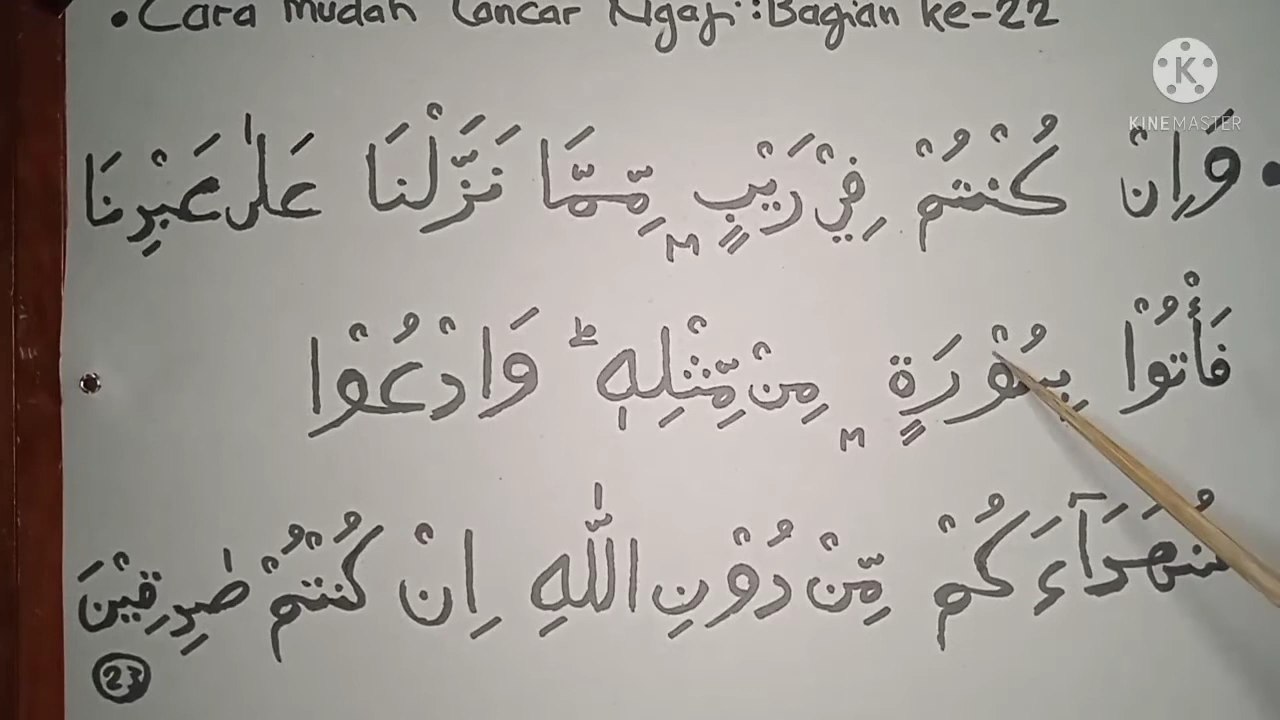 • Cara mudah lancar Ngaji : Bagian ke-22
K
KINEMASTER
• وَاِنْ كُنْتُمْ فِيْ رَيْبٍ مِّمَّا نَزَّلْنَا عَلٰى عَبْدِنَا
م
فَأْتُوْا بِسُوْرَةٍ مِنْ مِّثْلِهٖ ؕ وَادْعُوْا
م
شُهَدَآءَكُمْ مِّنْ دُوْنِ اللّٰهِ اِنْ كُنْتُمْ صٰدِقِيْنَ
23